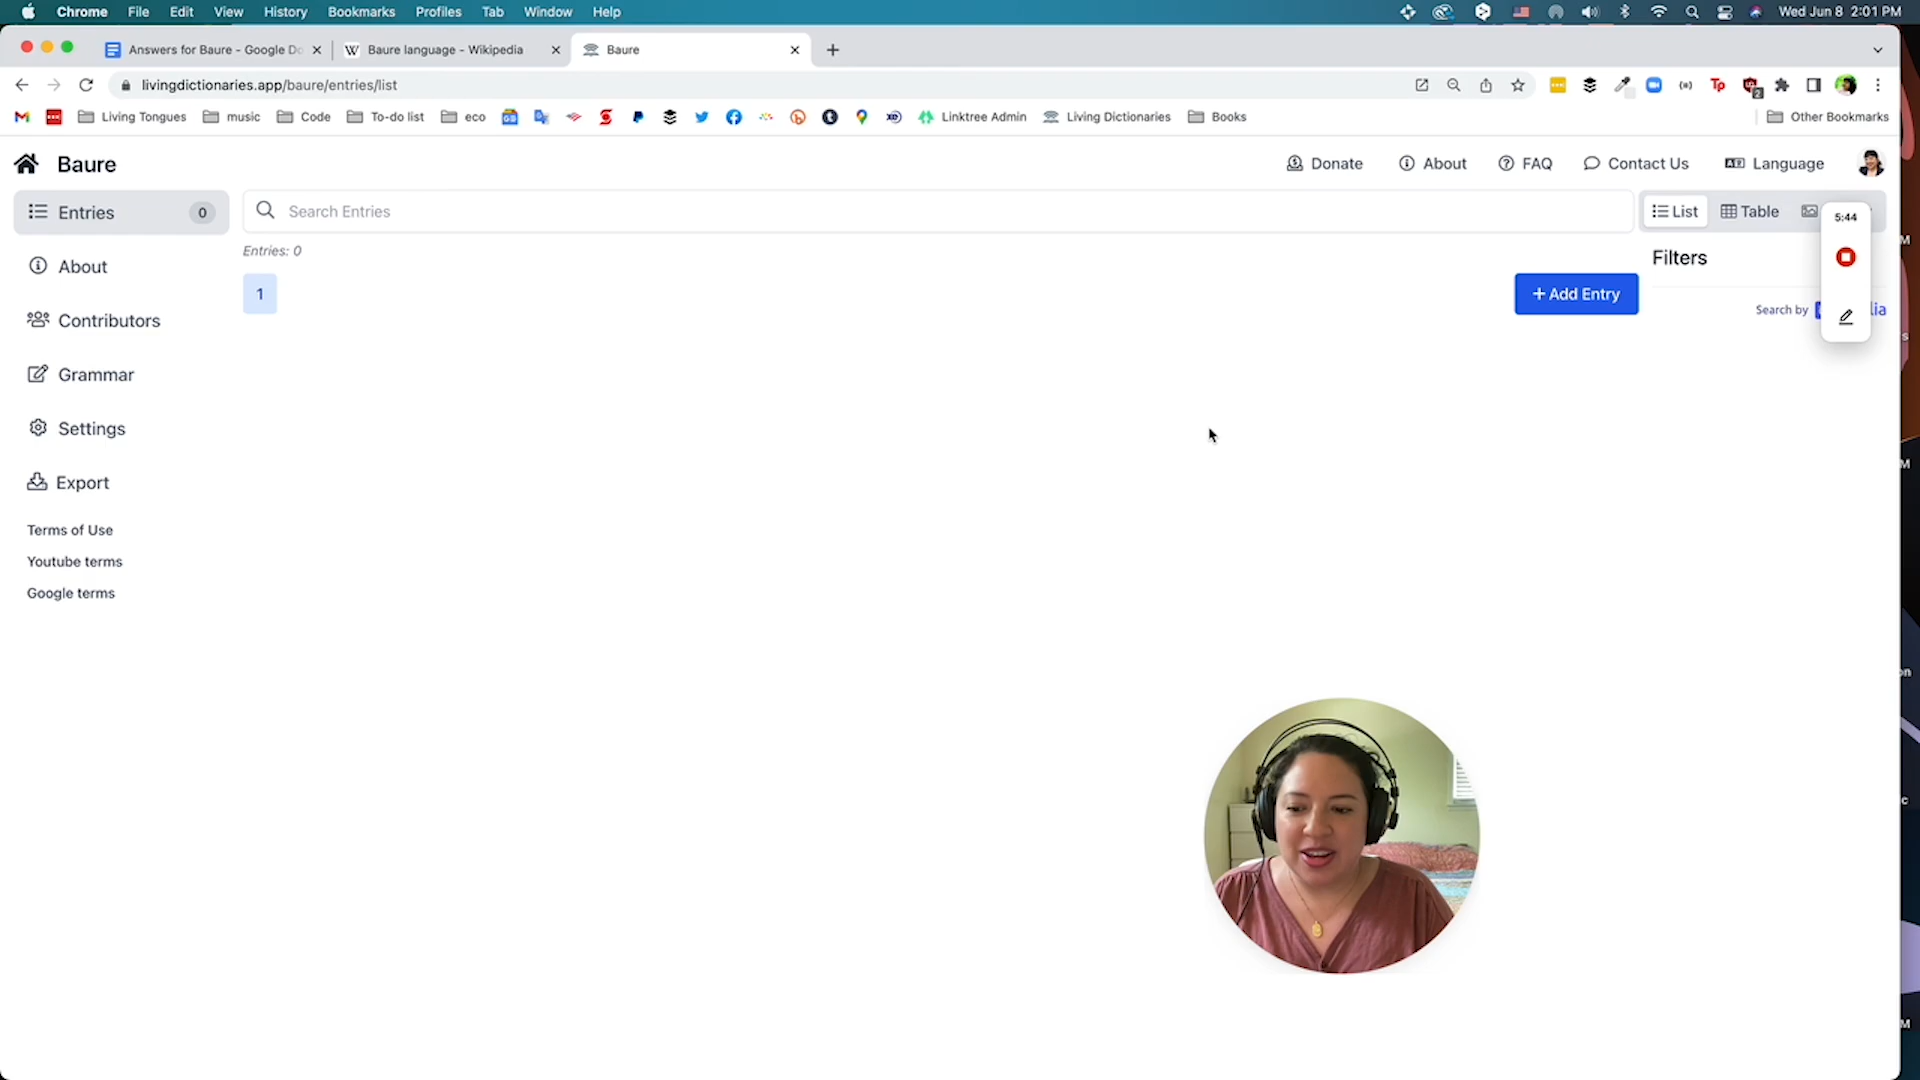 Chrome File Edit View History Bookmarks Profiles Tab Window Help Wed Jun 8 2:01 PM
Answers for Baure - Google Do Baure language - Wikipedia Baure
livingdictionaries.app/baure/entries/list
Living Tongues music Code To-do list eco Linktree Admin Living Dictionaries Books Other Bookmarks
Baure Donate About FAQ Contact Us Language
Entries 0 Search Entries List Table
5:44
Entries: 0
Filters
1 + Add Entry
Search by
About
Contributors
Grammar
Settings
Export
Terms of Use
Youtube terms
Google terms